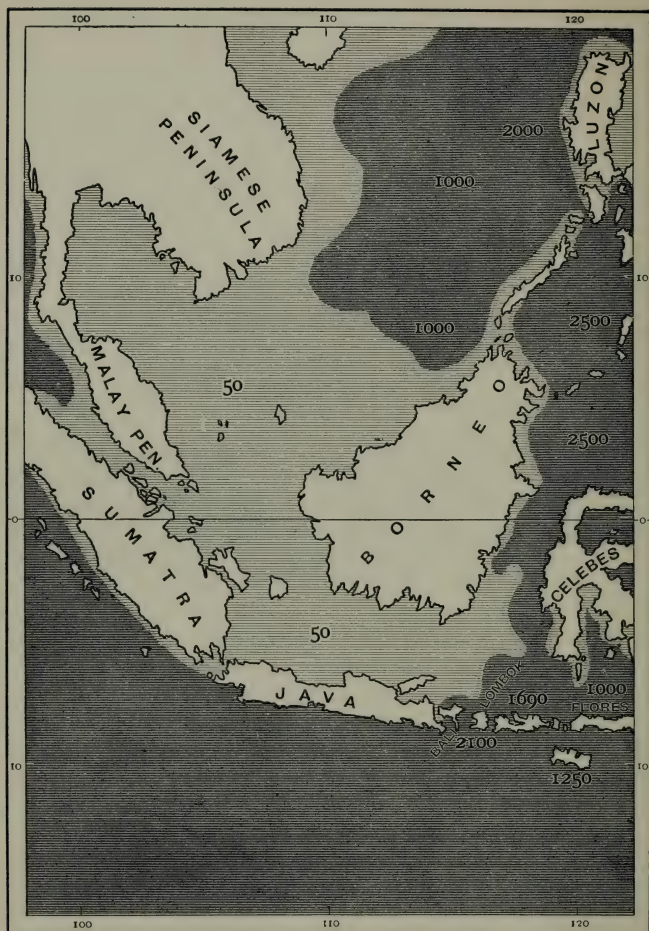 100 110 120
SIAMESE
PENINSULA
LUZON
2000
1000
10 10
1000
2500
MALAY PEN
50
BORNEO
2500
SUMATRA
0 0
CELEBES
50
JAVA
BALI
LOMBOK
1690
1000
FLORES
2100
10 10
1250
100 110 120